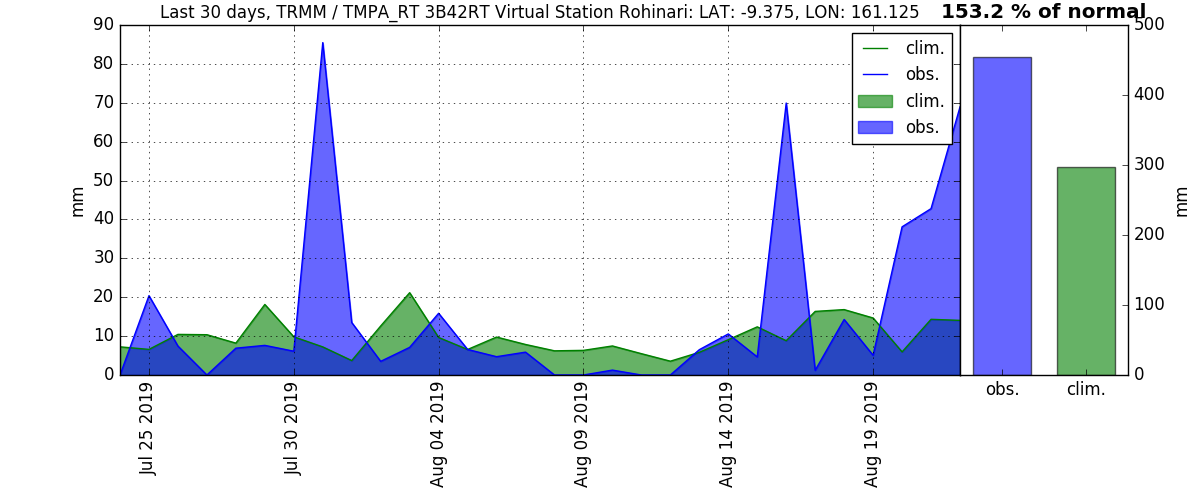 Last 30 days, TRMM / TMPA_RT 3B42RT Virtual Station Rohinari: LAT: -9.375, LON: 161.125
153.2 % of normal
90
80
70
60
50
40
30
20
10
0
mm
clim.
obs.
clim.
obs.
500
400
300
200
100
0
mm
Jul 25 2019
Jul 30 2019
Aug 04 2019
Aug 09 2019
Aug 14 2019
Aug 19 2019
obs.
clim.